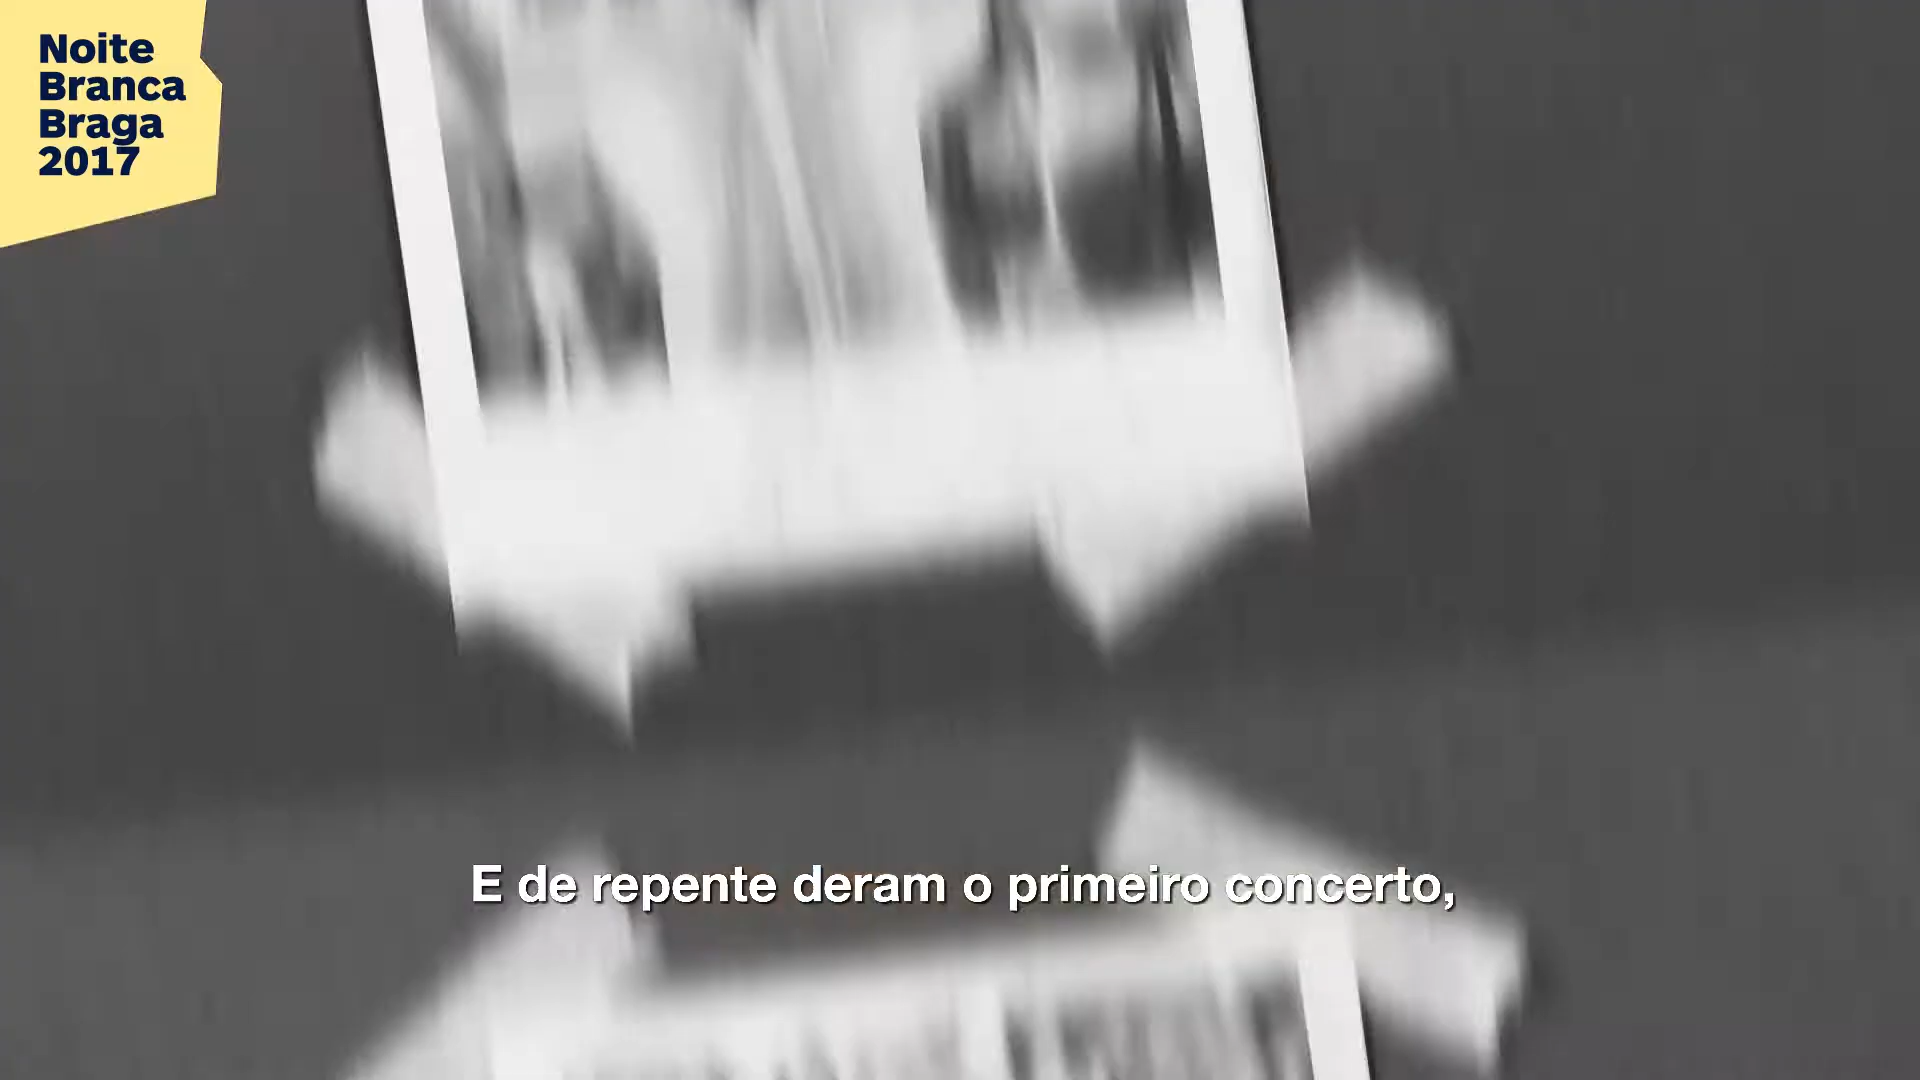 Noite
Branca
Braga
2017
E de repente deram o primeiro concerto,